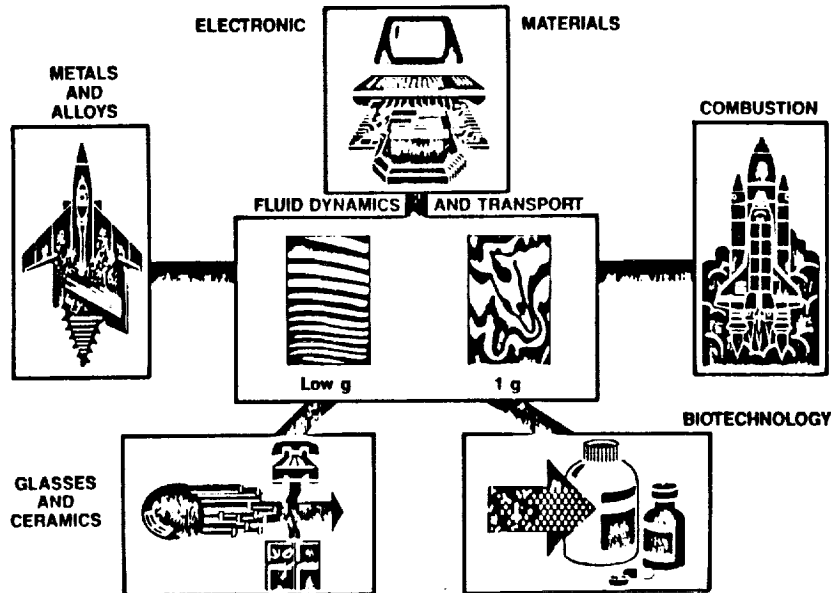 ELECTRONIC MATERIALS
METALS
AND
ALLOYS
COMBUSTION
FLUID DYNAMICS AND TRANSPORT
Low g
1 g
BIOTECHNOLOGY
GLASSES
AND
CERAMICS